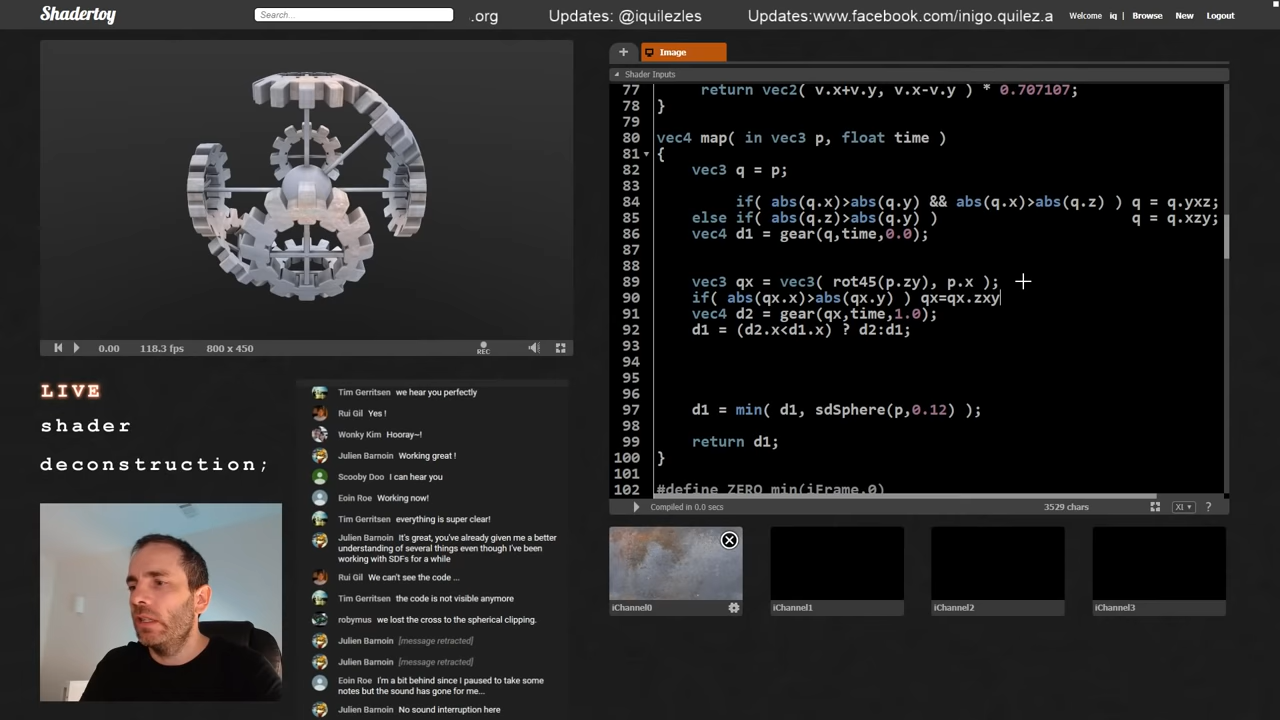 Shadertoy
Search...
.org
Updates: @iquilezles
Updates:www.facebook.com/inigo.quilez.a
Welcome iq | Browse New Logout
+ Image
Shader Inputs
77 return vec2( v.x+v.y, v.x-v.y ) * 0.707107;
78 }
79
80 vec4 map( in vec3 p, float time )
81 {
82 vec3 q = p;
83
84 if( abs(q.x)>abs(q.y) && abs(q.x)>abs(q.z) ) q = q.yxz;
85 else if( abs(q.z)>abs(q.y) ) q = q.xzy;
86 vec4 d1 = gear(q,time,0.0);
87
88
89 vec3 qx = vec3( rot45(p.zy), p.x );
90 if( abs(qx.x)>abs(qx.y) ) qx=qx.zxy
91 vec4 d2 = gear(qx,time,1.0);
92 d1 = (d2.x<d1.x) ? d2:d1;
93
94
95
96
97 d1 = min( d1, sdSphere(p,0.12) );
98
99 return d1;
100 }
101
102 #define ZERO min(iFrame,0)
0.00 118.3 fps 800 x 450 REC
Compiled in 0.0 secs 3529 chars ?
LIVE
shader
deconstruction;
Tim Gerritsen we hear you perfectly
Rui Gil Yes !
Wonky Kim Hooray~!
Julien Barnoin Working great !
Scooby Doo I can hear you
Eoin Roe Working now!
Tim Gerritsen everything is super clear!
Julien Barnoin It's great, you've already given me a better
understanding of several things even though I've been
working with SDFs for a while
Rui Gil We can't see the code ...
Tim Gerritsen the code is not visible anymore
robymus we lost the cross to the spherical clipping.
Julien Barnoin [message retracted]
Julien Barnoin [message retracted]
Eoin Roe I'm a bit behind since I paused to take some
notes but the sound has gone for me...
Julien Barnoin No sound interruption here
iChannel0
iChannel1
iChannel2
iChannel3